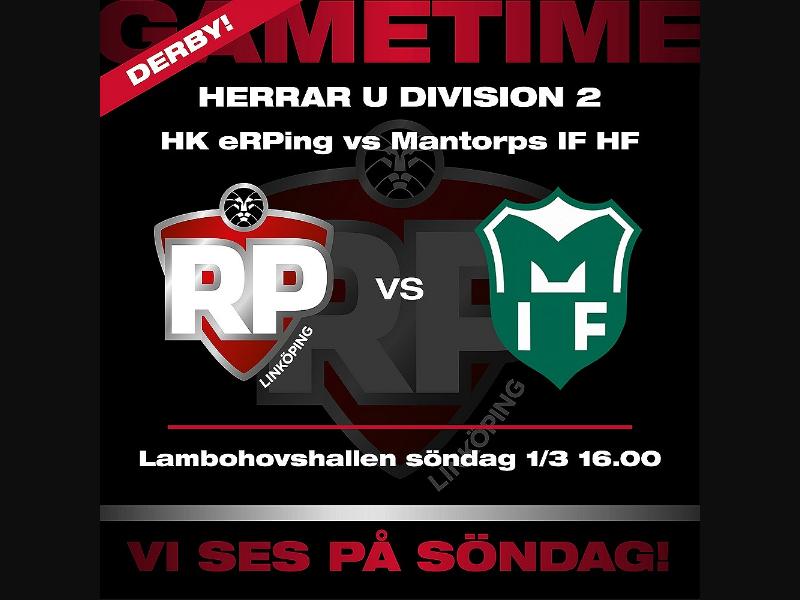 GAMETIME
DERBY!
HERRAR U DIVISION 2
HK eRPing vs Mantorps IF HF
RP
LINKÖPING
VS
M
IF
RP
LINKÖPING
Lambohovshallen söndag 1/3 16.00
VI SES PÅ SÖNDAG!